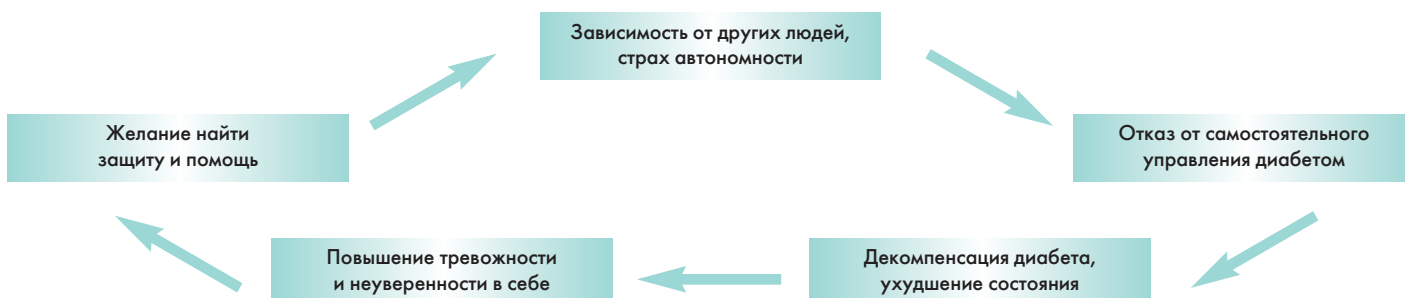 Зависимость от других людей,
страх автономности
Желание найти
защиту и помощь
Отказ от самостоятельного
управления диабетом
Повышение тревожности
и неуверенности в себе
Декомпенсация диабета,
ухудшение состояния